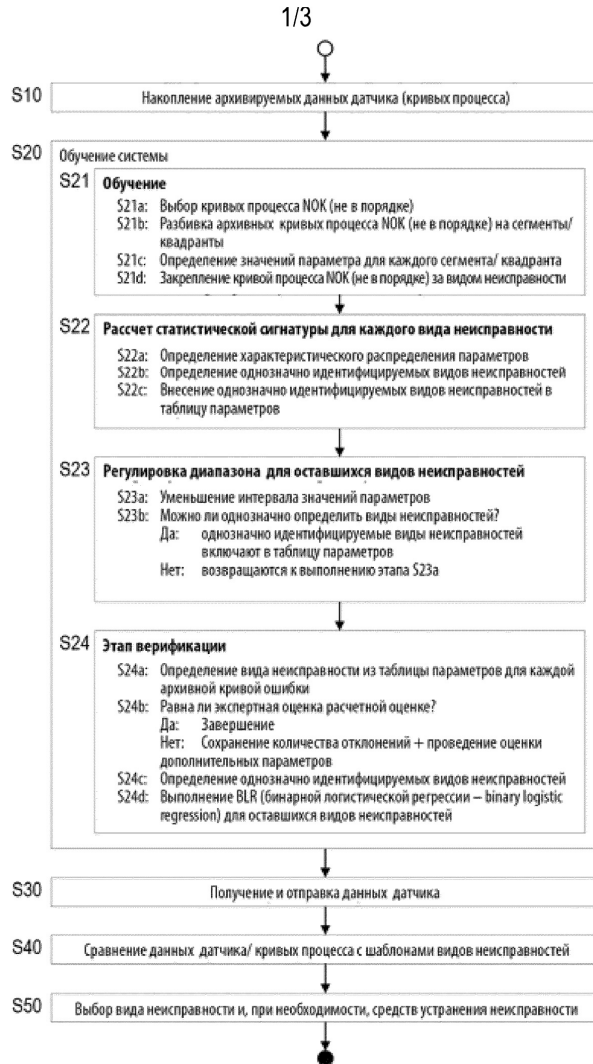 1/3
S10 Накопление архивируемых данных датчика (кривых процесса)
S20 Обучение системы
S21 Обучение
S21a: Выбор кривых процесса NOK (не в порядке)
S21b: Разбивка архивных кривых процесса NOK (не в порядке) на сегменты/
квадранты
S21c: Определение значений параметра для каждого сегмента/ квадранта
S21d: Закрепление кривой процесса NOK (не в порядке) за видом неисправности
S22 Рассчет статистической сигнатуры для каждого вида неисправности
S22a: Определение характеристического распределения параметров
S22b: Определение однозначно идентифицируемых видов неисправностей
S22c: Внесение однозначно идентифицируемых видов неисправностей в
таблицу параметров
S23 Регулировка диапазона для оставшихся видов неисправностей
S23a: Уменьшение интервала значений параметров
S23b: Можно ли однозначно определить виды неисправностей?
Да: однозначно идентифицируемые виды неисправностей
включают в таблицу параметров
Нет: возвращаются к выполнению этапа S23a
S24 Этап верификации
S24a: Определение вида неисправности из таблицы параметров для каждой
архивной кривой ошибки
S24b: Равна ли экспертная оценка расчетной оценке?
Да: Завершение
Нет: Сохранение количества отклонений + проведение оценки
дополнительных параметров
S24c: Определение однозначно идентифицируемых видов неисправностей
S24d: Выполнение BLR (бинарной логистической регрессии – binary logistic
regression) для оставшихся видов неисправностей
S30 Получение и отправка данных датчика
S40 Сравнение данных датчика/ кривых процесса с шаблонами видов неисправностей
S50 Выбор вида неисправности и, при необходимости, средств устранения неисправности